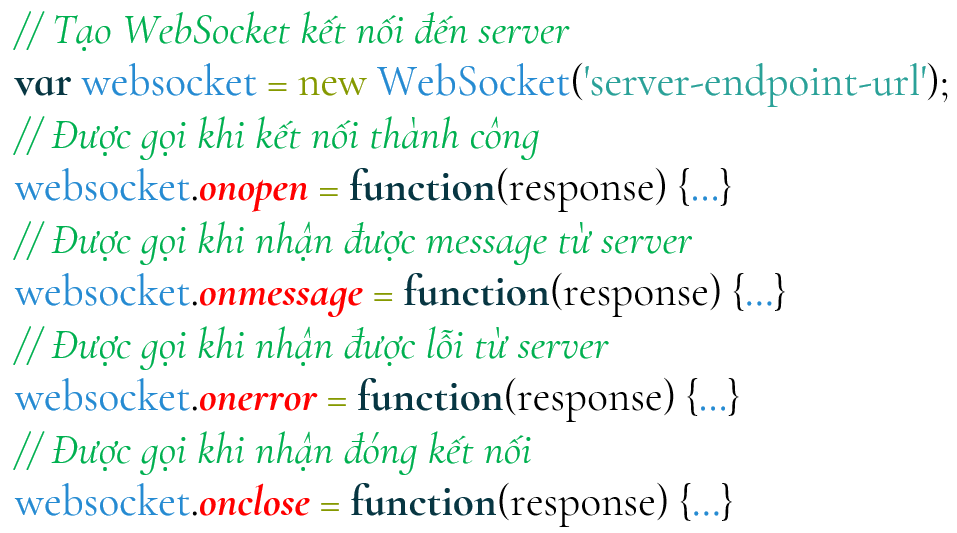 // Tạo WebSocket kết nối đến server
var websocket = new WebSocket('server-endpoint-url');
// Được gọi khi kết nối thành công
websocket.onopen = function(response) {...}
// Được gọi khi nhận được message từ server
websocket.onmessage = function(response) {...}
// Được gọi khi nhận được lỗi từ server
websocket.onerror = function(response) {...}
// Được gọi khi nhận đóng kết nối
websocket.onclose = function(response) {...}